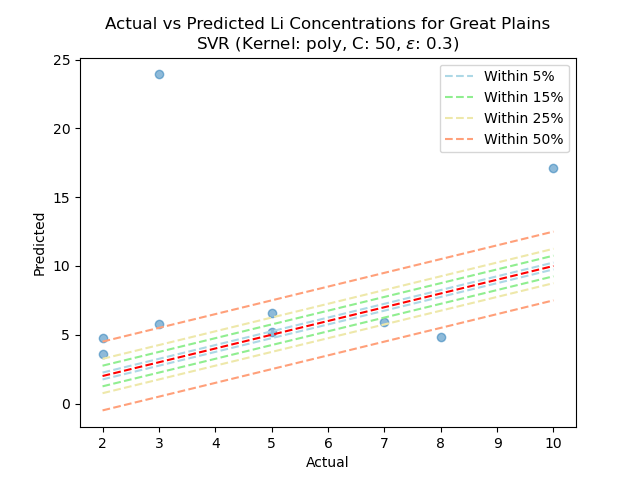 Actual vs Predicted Li Concentrations for Great Plains
SVR (Kernel: poly, C: 50, ε: 0.3)
Within 5%
Within 15%
Within 25%
Within 50%
25
20
15
10
5
0
Predicted
2 3 4 5 6 7 8 9 10
Actual